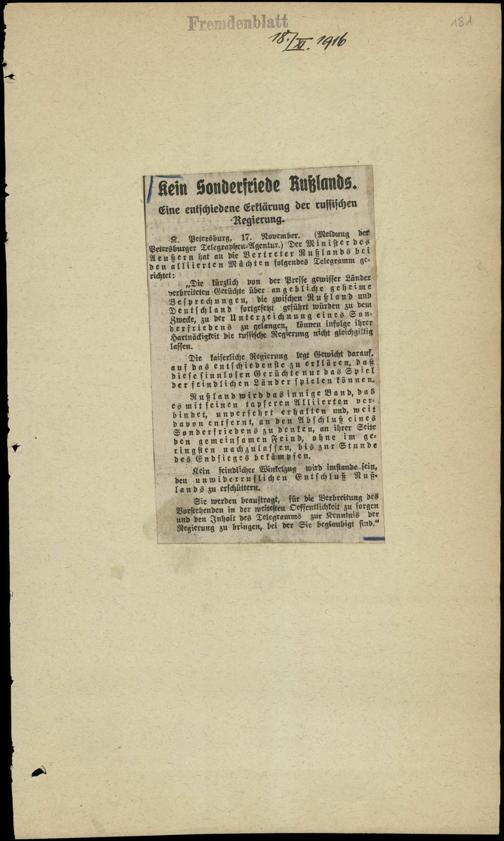 Fremdenblatt
181
18./XI. 1916
Kein Sonderfriede Rußlands.
Eine entschiedene Erklärung der russischen
Regierung.
K. Petersburg, 17. November. (Meldung der
Petersburger Telegraphen-Agentur.) Der Minister des
Aeußern hat an die Vertreter Rußlands bei
den alliierten Mächten folgendes Telegramm ge-
richtet:
„Die kürzlich von der Presse gewisser Länder
verbreiteten Gerüchte über angebliche geheime
Besprechungen, die zwischen Rußland und
Deutschland fortgesetzt geführt würden zu dem
Zwecke, zu der Unterzeichnung eines Son-
derfriedens zu gelangen, können infolge ihrer
Hartnäckigkeit die russische Regierung nicht gleichgiltig
lassen.
Die kaiserliche Regierung legt Gewicht darauf,
auf das entschiedenste zu erklären, daß
diese sinnlosen Gerüchte nur das Spiel
der feindlichen Länder spielen können.
Rußland wird das innige Band, das
es mit seinen tapferen Alliierten ver-
bindet, unversehrt erhalten und, weit
davon entfernt, an den Abschluß eines
Sonderfriedens zu denken, an ihrer Seite
den gemeinsamen Feind, ohne im ge-
ringsten nachzulassen, bis zur Stunde
des Endsieges bekämpfen.
Kein feindlicher Winkelzug wird imstande sein,
den unwiderruflichen Entschluß Ruß-
lands zu erschüttern.
Sie werden beauftragt, für die Verbreitung des
Vorstehenden in der weitesten Oeffentlichkeit zu sorgen
und den Inhalt des Telegramms zur Kenntnis der
Regierung zu bringen, bei der Sie beglaubigt sind.“